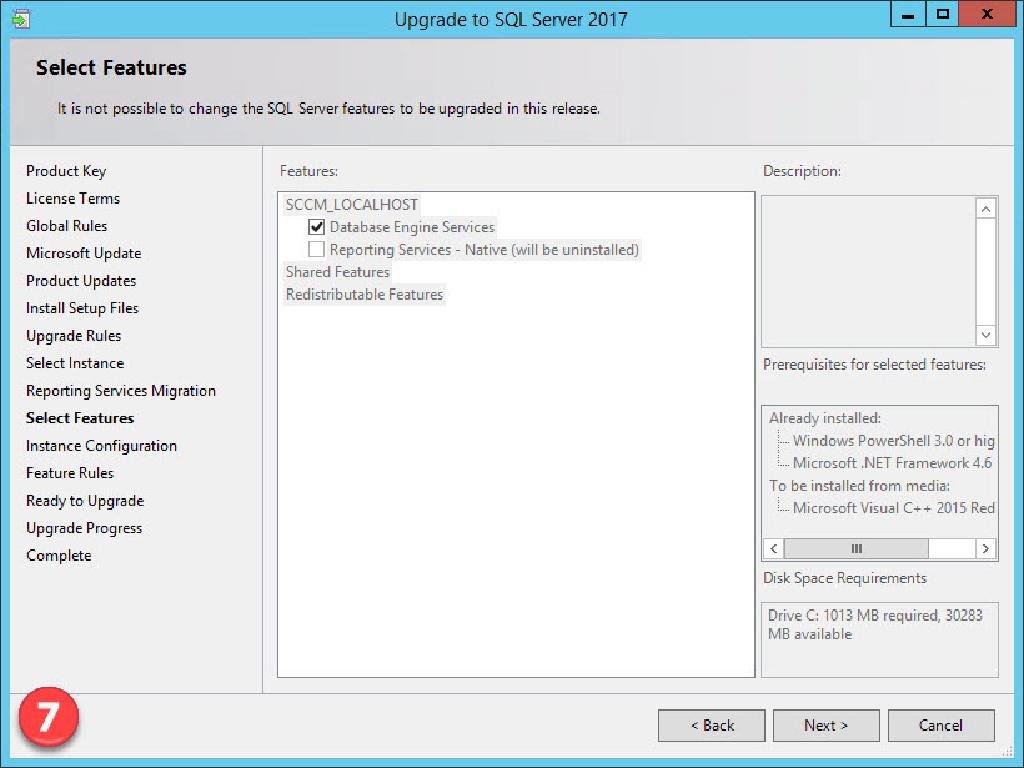 Upgrade to SQL Server 2017
Select Features
It is not possible to change the SQL Server features to be upgraded in this release.
Product Key
License Terms
Global Rules
Microsoft Update
Product Updates
Install Setup Files
Upgrade Rules
Select Instance
Reporting Services Migration
Select Features
Instance Configuration
Feature Rules
Ready to Upgrade
Upgrade Progress
Complete
Features:
SCCM_LOCALHOST
Database Engine Services
Reporting Services - Native (will be uninstalled)
Shared Features
Redistributable Features
Description:
Prerequisites for selected features:
Already installed:
Windows PowerShell 3.0 or hig
Microsoft .NET Framework 4.6
To be installed from media:
Microsoft Visual C++ 2015 Red
Disk Space Requirements
Drive C: 1013 MB required, 30283
MB available
7
< Back
Next >
Cancel